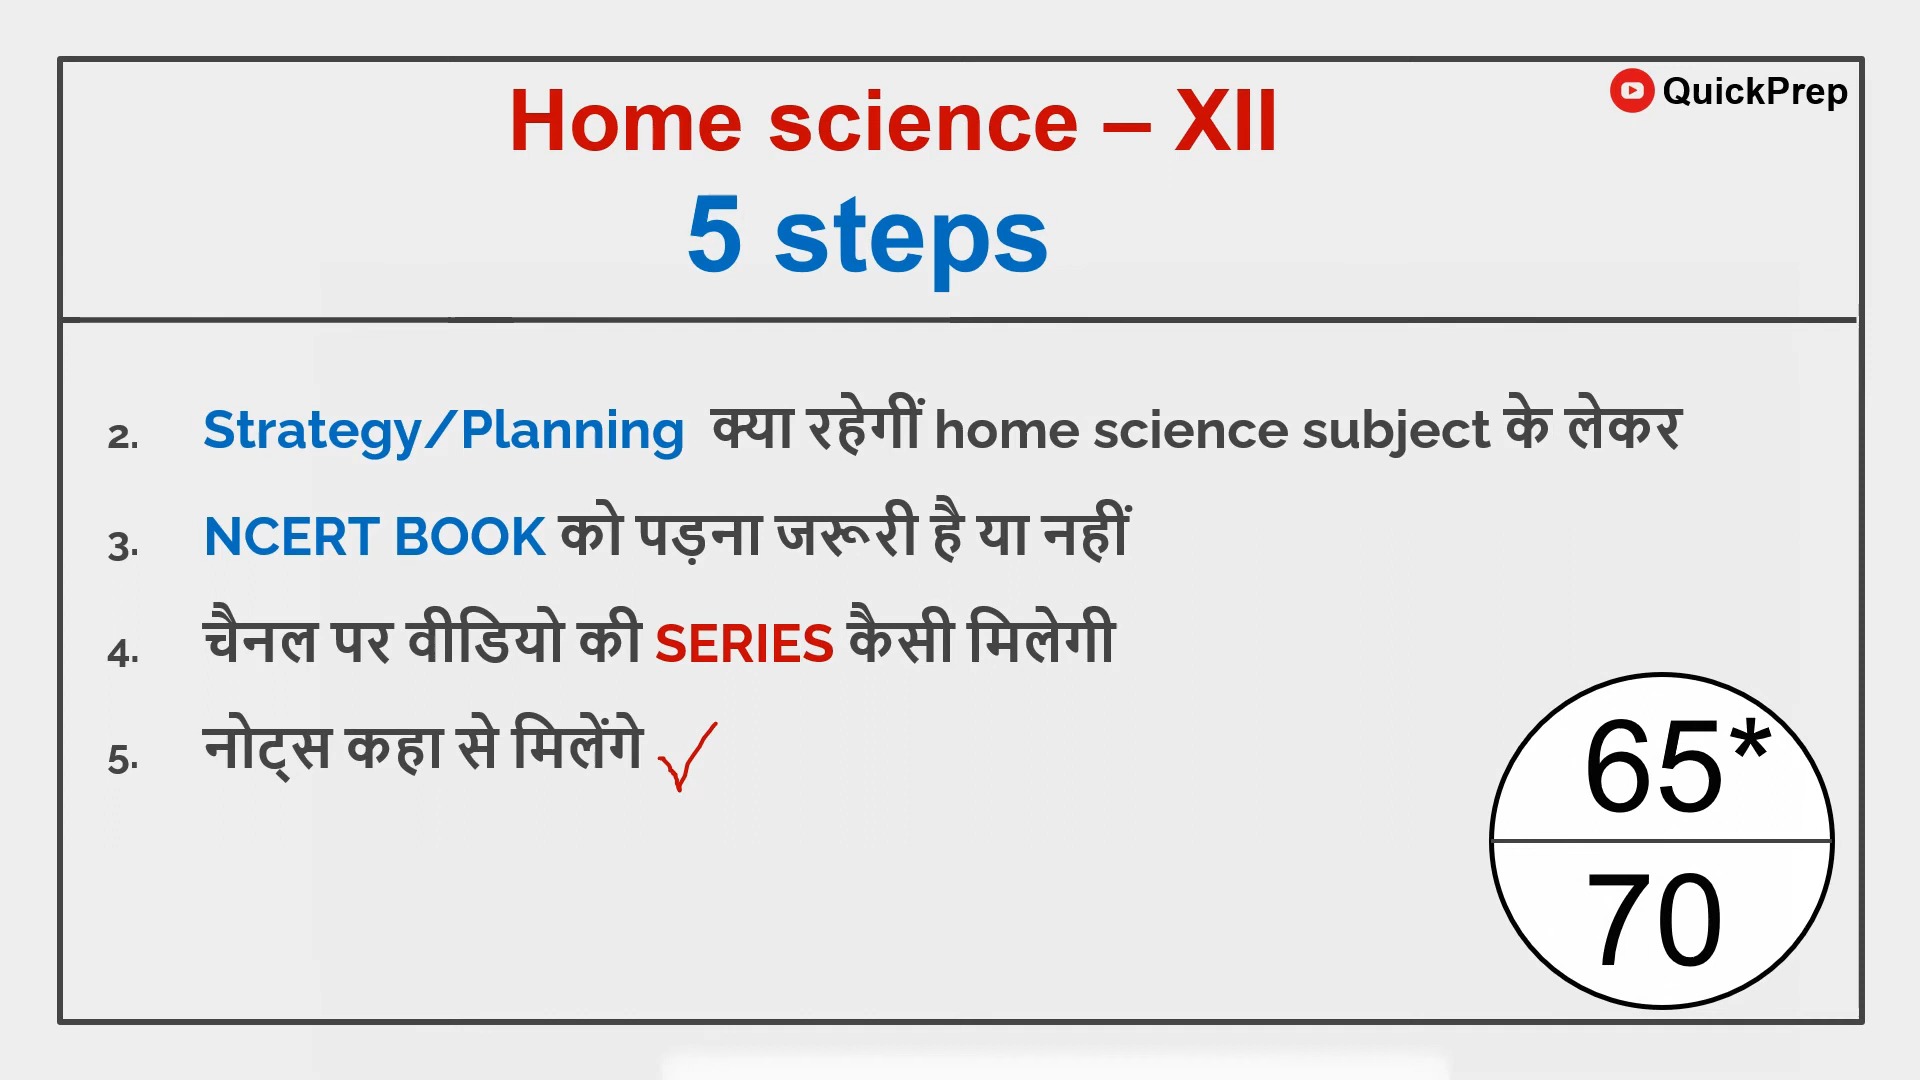 Home science – XII
QuickPrep
5 steps
2. Strategy/Planning क्या रहेगीं home science subject के लेकर
3. NCERT BOOK को पड़ना जरूरी है या नहीं
4. चैनल पर वीडियो की SERIES कैसी मिलेगी
5. नोट्स कहा से मिलेंगे
65*
70